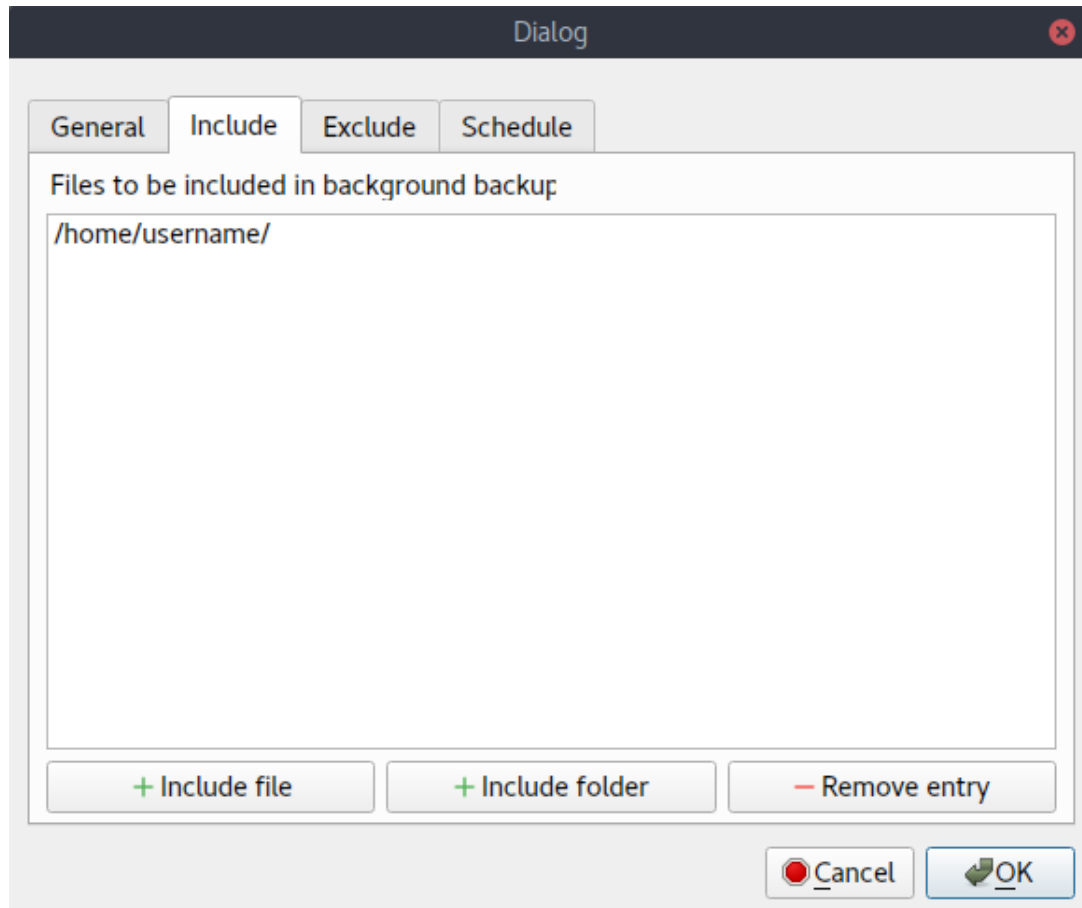 Dialog
General Include Exclude Schedule
Files to be included in background backup
/home/username/
+ Include file + Include folder − Remove entry
Cancel OK